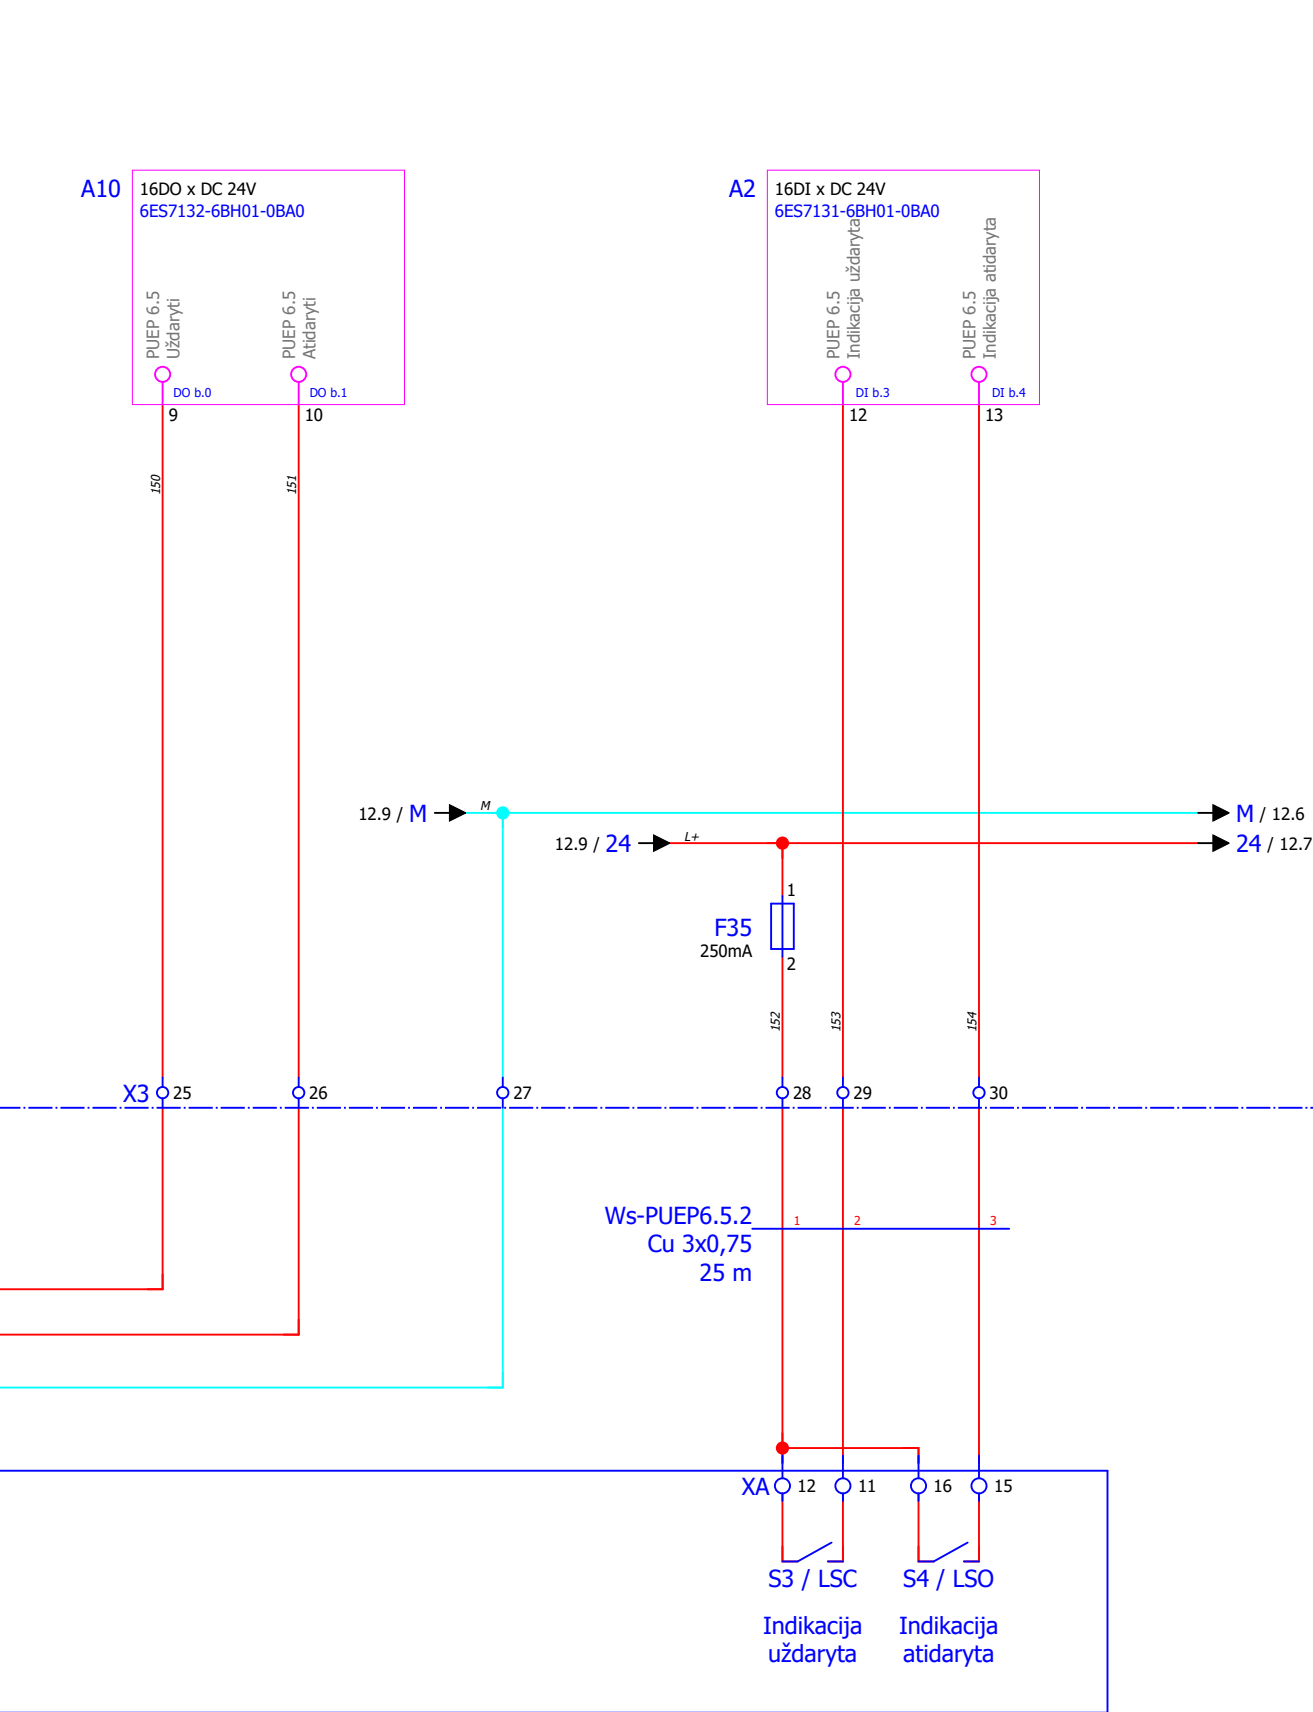 A10
16DO x DC 24V
6ES7132-6BH01-0BA0
PUEP 6.5
Uždaryti
PUEP 6.5
Atidaryti
DO b.0
DO b.1
9
10
150
151
A2
16DI x DC 24V
6ES7131-6BH01-0BA0
PUEP 6.5
Indikacija uždaryta
PUEP 6.5
Indikacija atidaryta
DI b.3
DI b.4
12
13
12.9 / M
M
M / 12.6
12.9 / 24
L+
24 / 12.7
1
F35
250mA
2
152
153
154
X3
25
26
27
28
29
30
Ws-PUEP6.5.2
1
2
3
Cu 3x0,75
25 m
XA
12
11
16
15
S3 / LSC
S4 / LSO
Indikacija
uždaryta
Indikacija
atidaryta